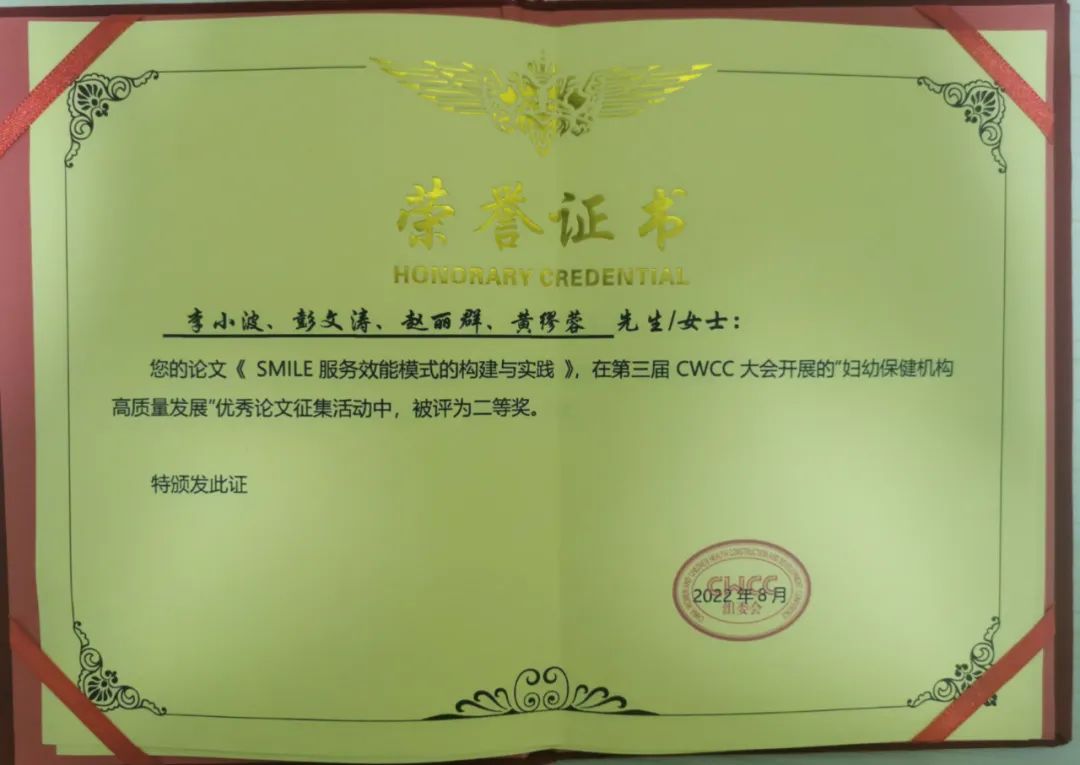 荣誉证书
HONORARY CREDENTIAL
李小波、彭文涛、赵丽群、黄缪蓉 先生/女士：
您的论文《 SMILE 服务效能模式的构建与实践 》，在第三届 CWCC 大会开展的"妇幼保健机构
高质量发展"优秀论文征集活动中，被评为二等奖。
特颁发此证
CWCC
2022 年 8 月
组委会